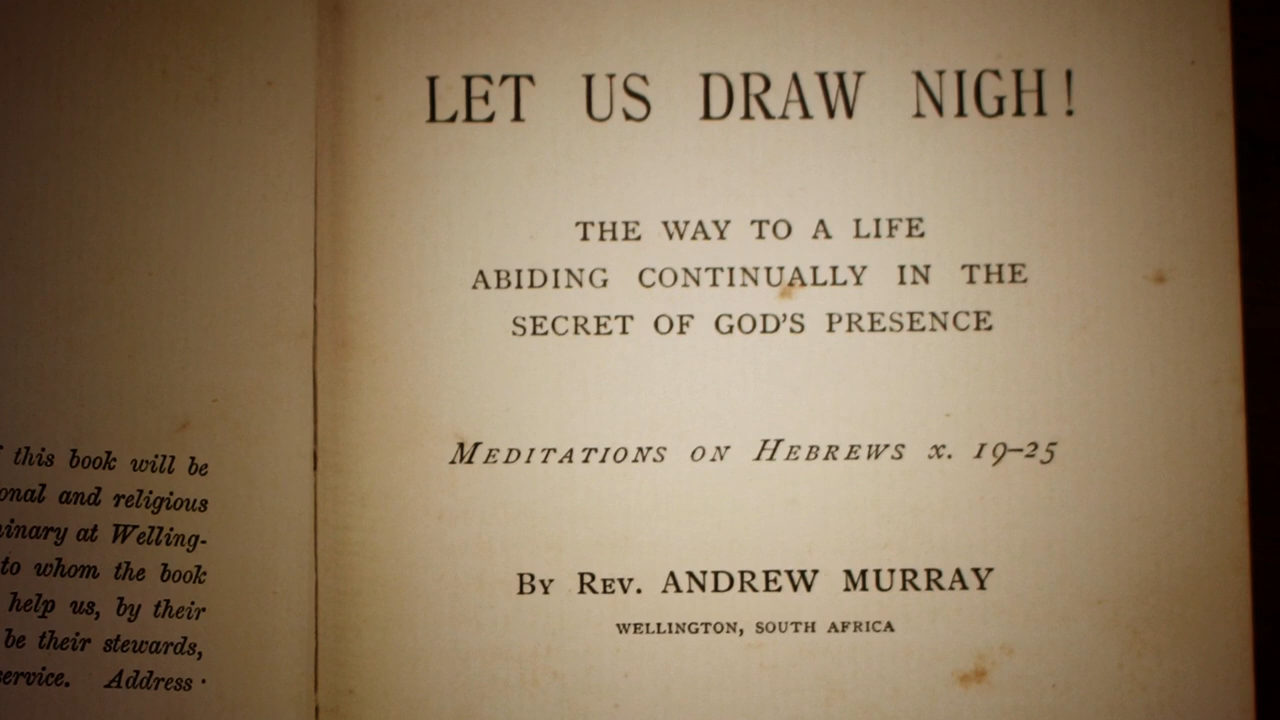 this book will be
onal and religious
inary at Welling-
to whom the book
help us, by their
be their stewards,
service. Address
LET US DRAW NIGH!
THE WAY TO A LIFE
ABIDING CONTINUALLY IN THE
SECRET OF GOD'S PRESENCE
MEDITATIONS ON HEBREWS x. 19–25
BY REV. ANDREW MURRAY
WELLINGTON, SOUTH AFRICA